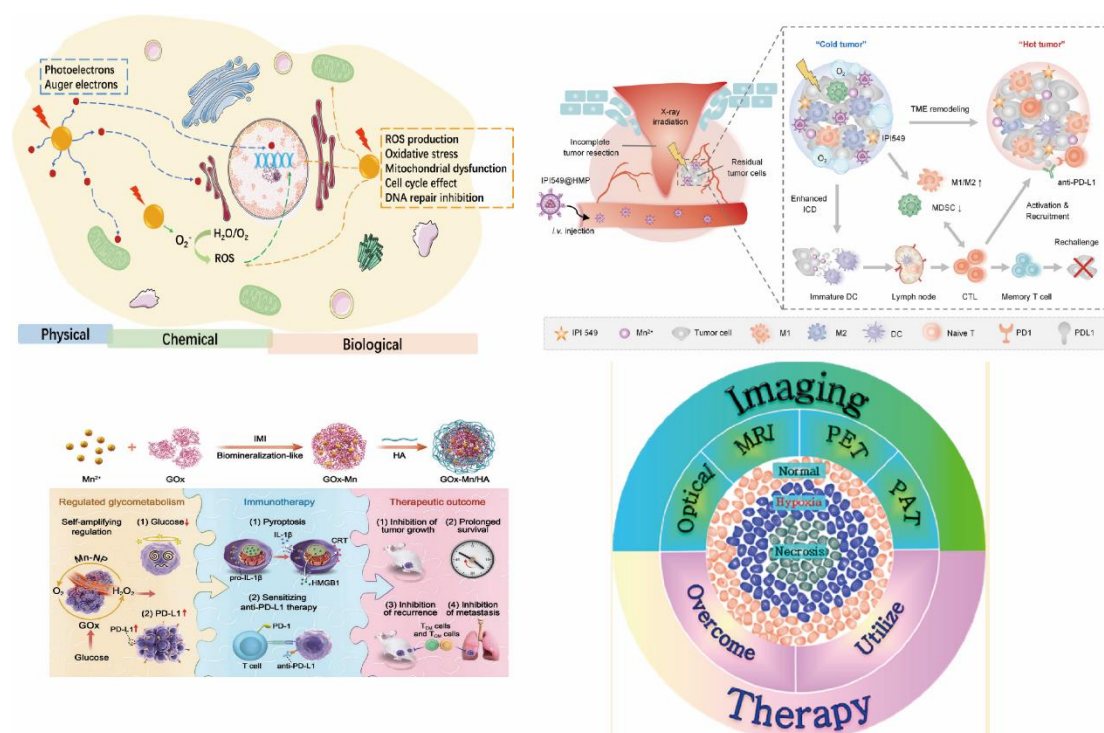 Photoelectrons
Auger electrons
ROS production
Oxidative stress
Mitochondrial dysfunction
Cell cycle effect
DNA repair inhibition
O₂⁻
H₂O/O₂
ROS
Physical
Chemical
Biological
X-ray
irradiation
Incomplete
tumor resection
Residual
tumor cells
IPI549@HMP
i.v. injection
"Cold tumor"
"Hot tumor"
O₂
TME remodeling
IPI549
O₂
anti-PD-L1
M1/M2 ↑
MDSC ↓
Enhanced
ICD
Activation &
Recruitment
Rechallenge
Immature DC
Lymph node
CTL
Memory T cell
IPI 549
Mn²⁺
Tumor cell
M1
M2
DC
Naive T
PD1
PDL1
+
Mn²⁺
GOx
IMI
Biomineralization-like
GOx-Mn
HA
GOx-Mn/HA
Regulated glycometabolism
Self-amplifying
regulation
(1) Glucose↓
Mn-Np
O₂
H₂O₂
GOx
Glucose
(2) PD-L1↑
PD-L1↑
Immunotherapy
(1) Pyroptosis
IL-1β
CRT
pro-IL-1β
HMGB1
(2) Sensitizing
anti-PD-L1 therapy
PD-1
T cell
anti-PD-L1
Therapeutic outcome
(1) Inhibition of
tumor growth
(2) Prolonged
survival
(3) Inhibition
of recurrence
(4) Inhibition
of metastasis
and
cells
Imaging
Optical
MRI
PET
PAT
Normal
Hypoxia
Necrosis
Overcome
Utilize
Therapy